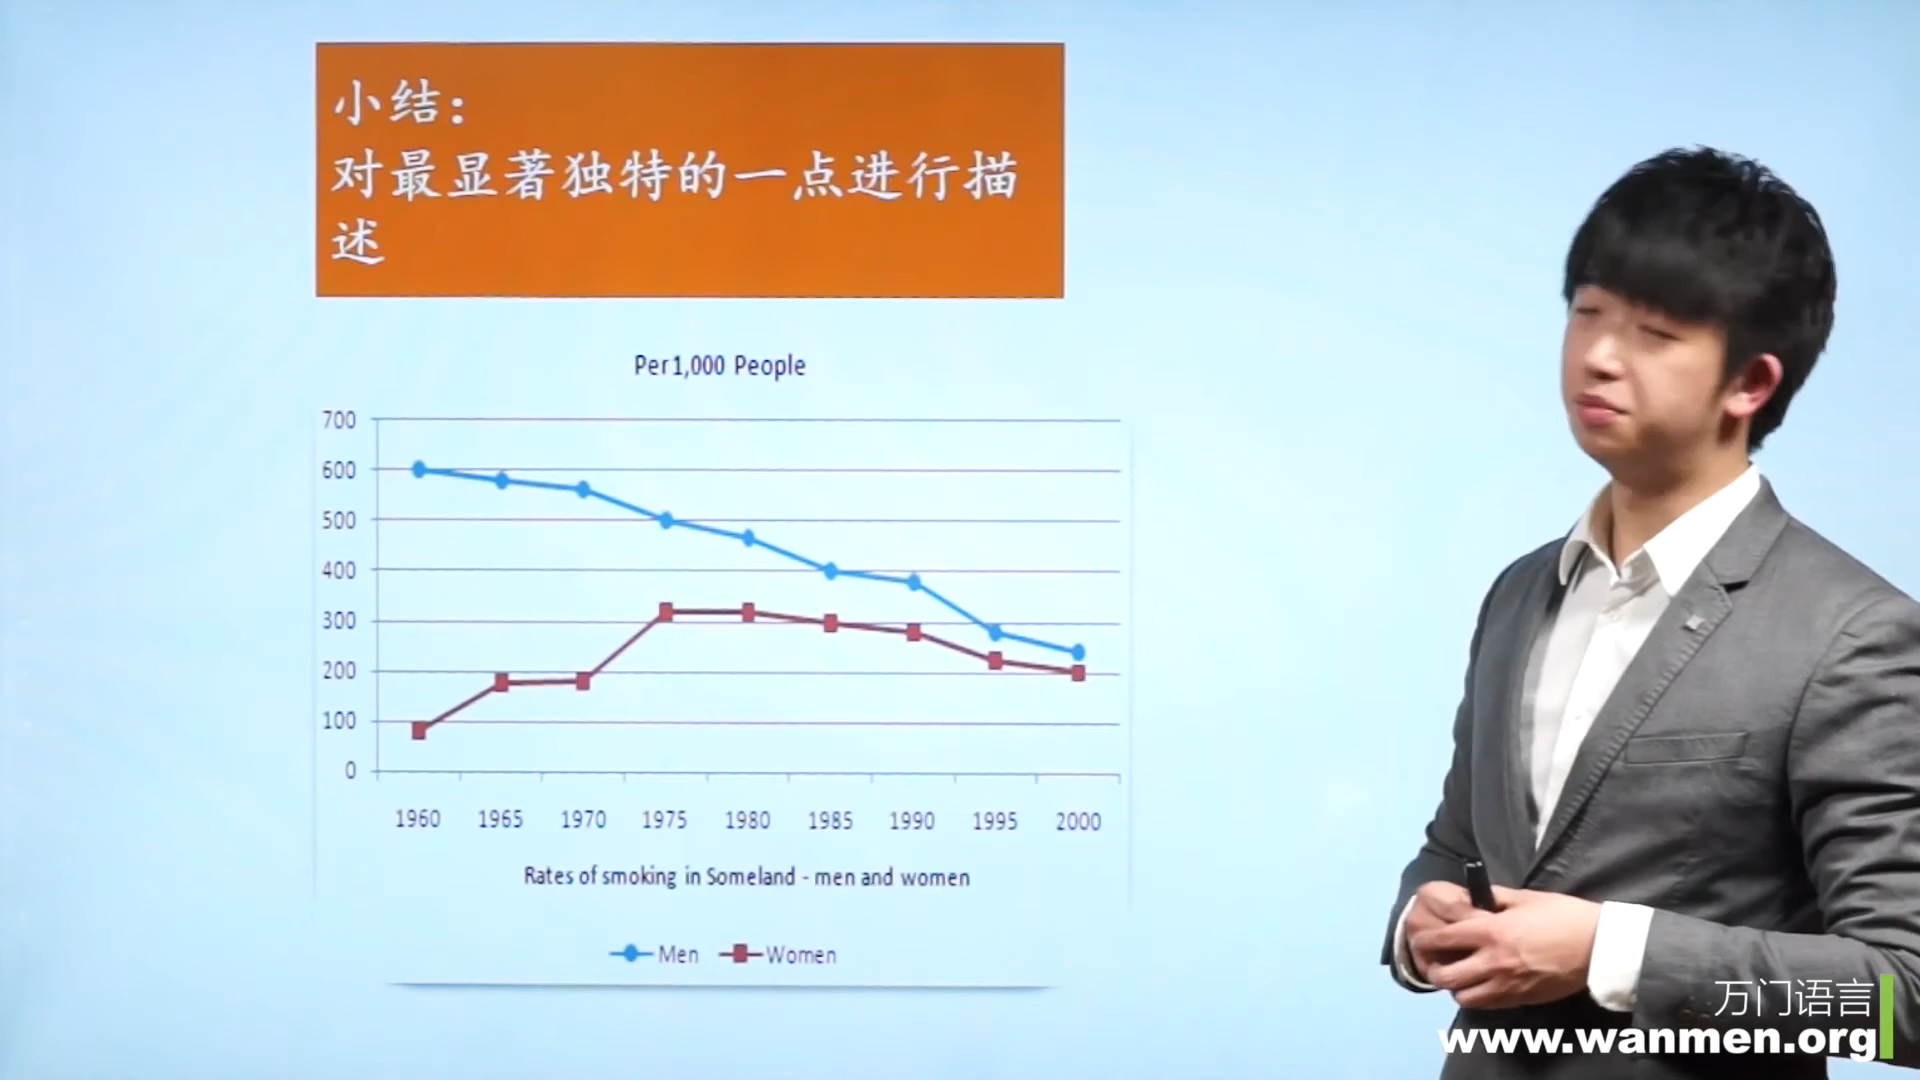 小结：
对最显著独特的一点进行描
述
Per1,000 People
700
600
500
400
300
200
100
0
1960 1965 1970 1975 1980 1985 1990 1995 2000
Rates of smoking in Someland - men and women
Men Women
万门语言
www.wanmen.org